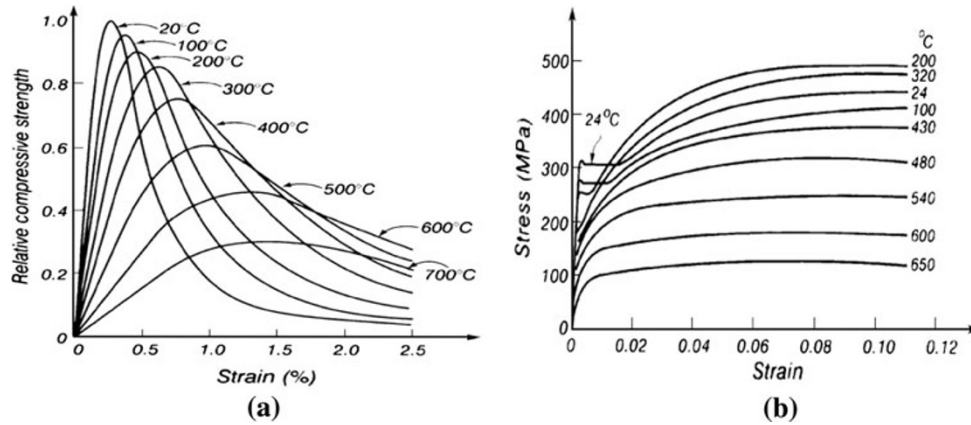 1.0
0.8
0.6
0.4
0.2
0
Relative compressive strength
20°C
100°C
200°C
300°C
400°C
500°C
600°C
700°C
0 0.5 1.0 1.5 2.0 2.5
Strain (%)
(a)
500
400
300
200
100
0
Stress (MPa)
24°C
°C
200
320
24
100
430
480
540
600
650
0 0.02 0.04 0.06 0.08 0.10 0.12
Strain
(b)